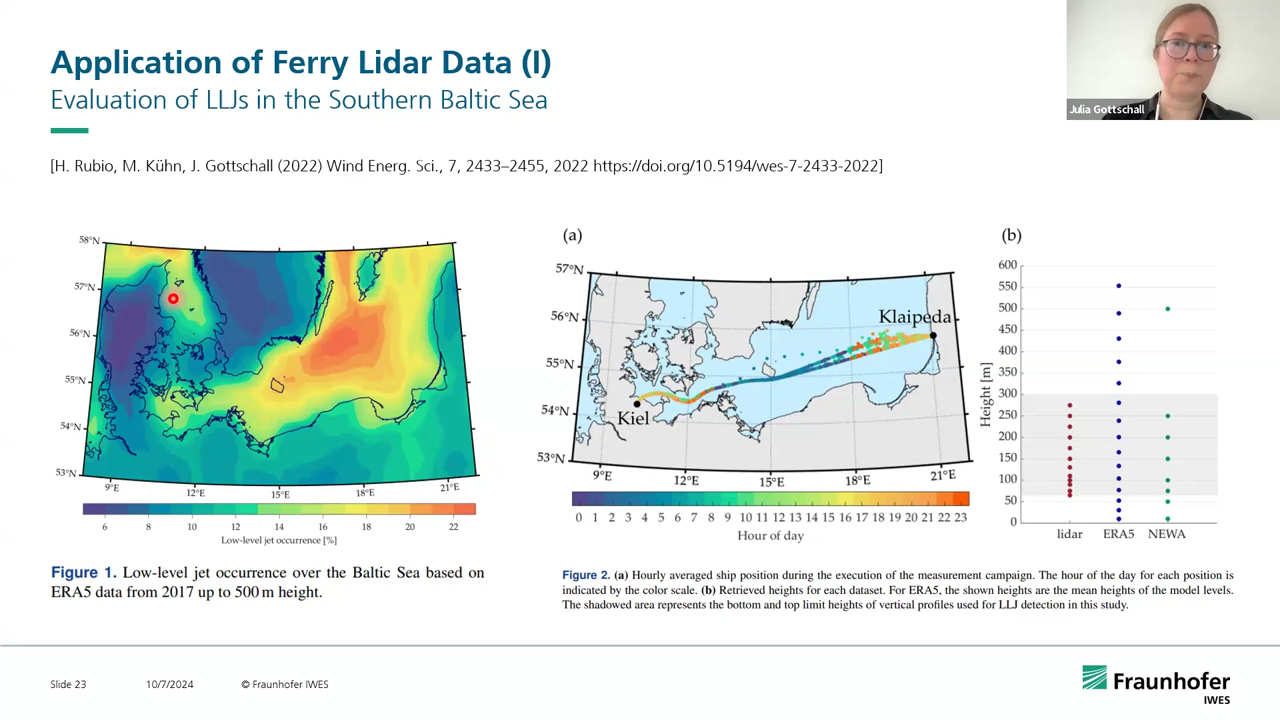 Application of Ferry Lidar Data (I)
Evaluation of LLJs in the Southern Baltic Sea
Julia Gottschall
[H. Rubio, M. Kühn, J. Gottschall (2022) Wind Energ. Sci., 7, 2433–2455, 2022 https://doi.org/10.5194/wes-7-2433-2022]
58°N
57°N
56°N
55°N
54°N
53°N
9°E 12°E 15°E 18°E 21°E
6 8 10 12 14 16 18 20 22
Low-level jet occurrence [%]
Figure 1. Low-level jet occurrence over the Baltic Sea based on
ERA5 data from 2017 up to 500 m height.
(a)
57°N
56°N
55°N
54°N
53°N
Klaipeda
Kiel
9°E 12°E 15°E 18°E 21°E
0 1 2 3 4 5 6 7 8 9 10 11 12 13 14 15 16 17 18 19 20 21 22 23
Hour of day
(b)
600
550
500
450
400
350
300
250
200
150
100
50
0
Height [m]
lidar ERA5 NEWA
Figure 2. (a) Hourly averaged ship position during the execution of the measurement campaign. The hour of the day for each position is
indicated by the color scale. (b) Retrieved heights for each dataset. For ERA5, the shown heights are the mean heights of the model levels.
The shadowed area represents the bottom and top limit heights of vertical profiles used for LLJ detection in this study.
Slide 23 10/7/2024 © Fraunhofer IWES
Fraunhofer
IWES